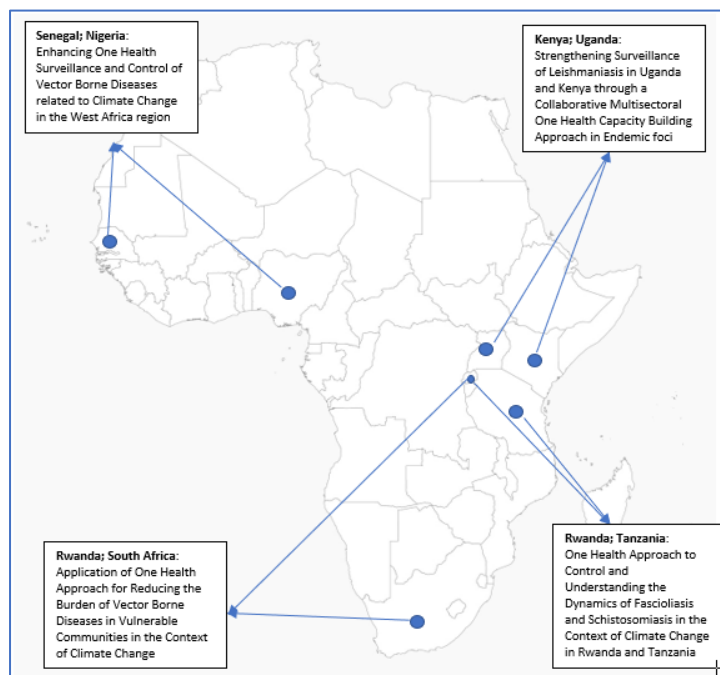 Senegal; Nigeria:
Enhancing One Health
Surveillance and Control of
Vector Borne Diseases
related to Climate Change
in the West Africa region
Kenya; Uganda:
Strengthening Surveillance
of Leishmaniasis in Uganda
and Kenya through a
Collaborative Multisectoral
One Health Capacity Building
Approach in Endemic foci
Rwanda; South Africa:
Application of One Health
Approach for Reducing the
Burden of Vector Borne
Diseases in Vulnerable
Communities in the Context
of Climate Change
Rwanda; Tanzania:
One Health Approach to
Control and
Understanding the
Dynamics of Fascioliasis
and Schistosomiasis in the
Context of Climate Change
in Rwanda and Tanzania